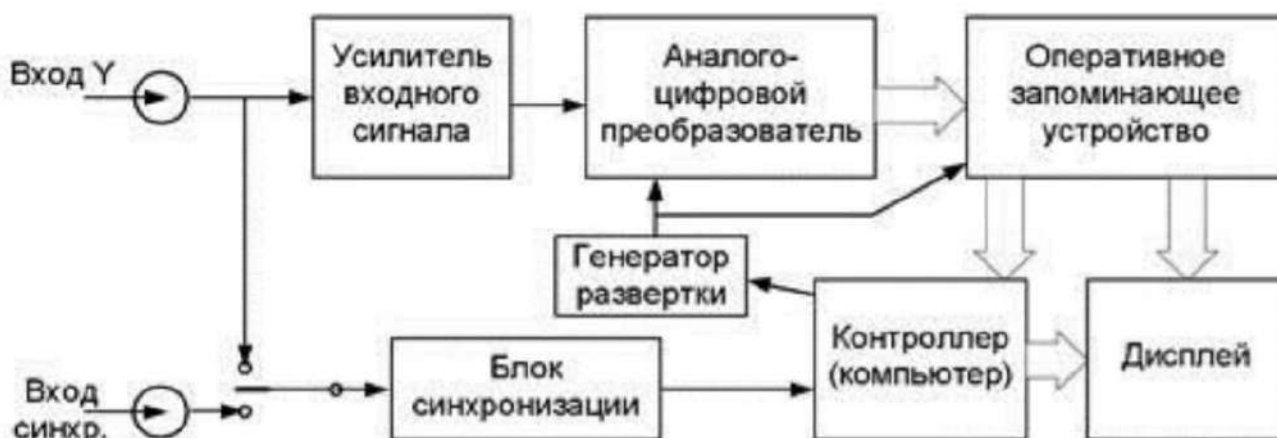 Вход Y
Усилитель
входного
сигнала
Аналого-
цифровой
преобразователь
Оперативное
запоминающее
устройство
Генератор
развертки
Вход
синхр.
Блок
синхронизации
Контроллер
(компьютер)
Дисплей